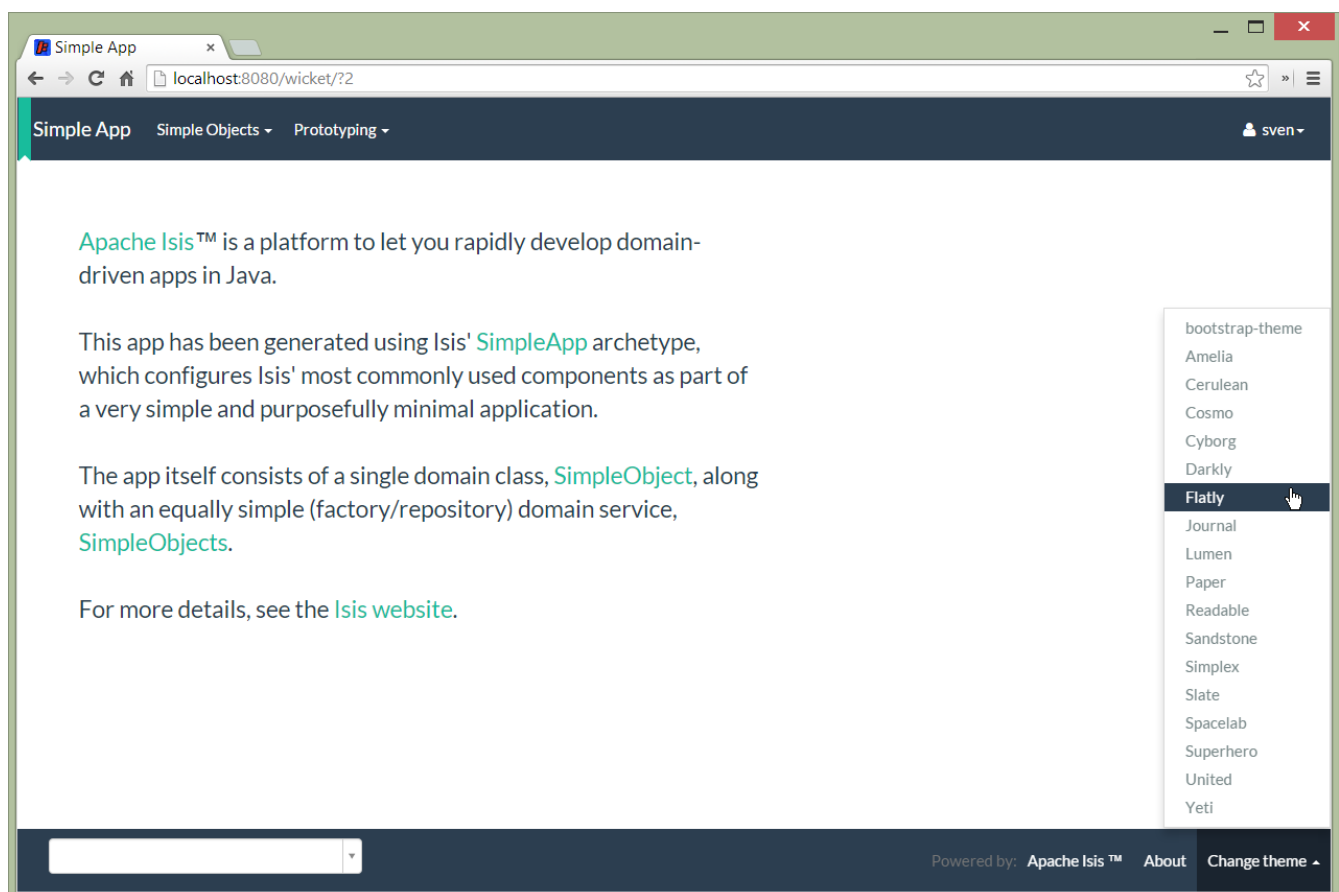 Simple App
localhost:8080/wicket/?2
Simple App Simple Objects Prototyping sven
Apache Isis™ is a platform to let you rapidly develop domain-
driven apps in Java.
This app has been generated using Isis' SimpleApp archetype,
which configures Isis' most commonly used components as part of
a very simple and purposefully minimal application.
The app itself consists of a single domain class, SimpleObject, along
with an equally simple (factory/repository) domain service,
SimpleObjects.
For more details, see the Isis website.
bootstrap-theme
Amelia
Cerulean
Cosmo
Cyborg
Darkly
Flatly
Journal
Lumen
Paper
Readable
Sandstone
Simplex
Slate
Spacelab
Superhero
United
Yeti
Powered by: Apache Isis ™ About Change theme